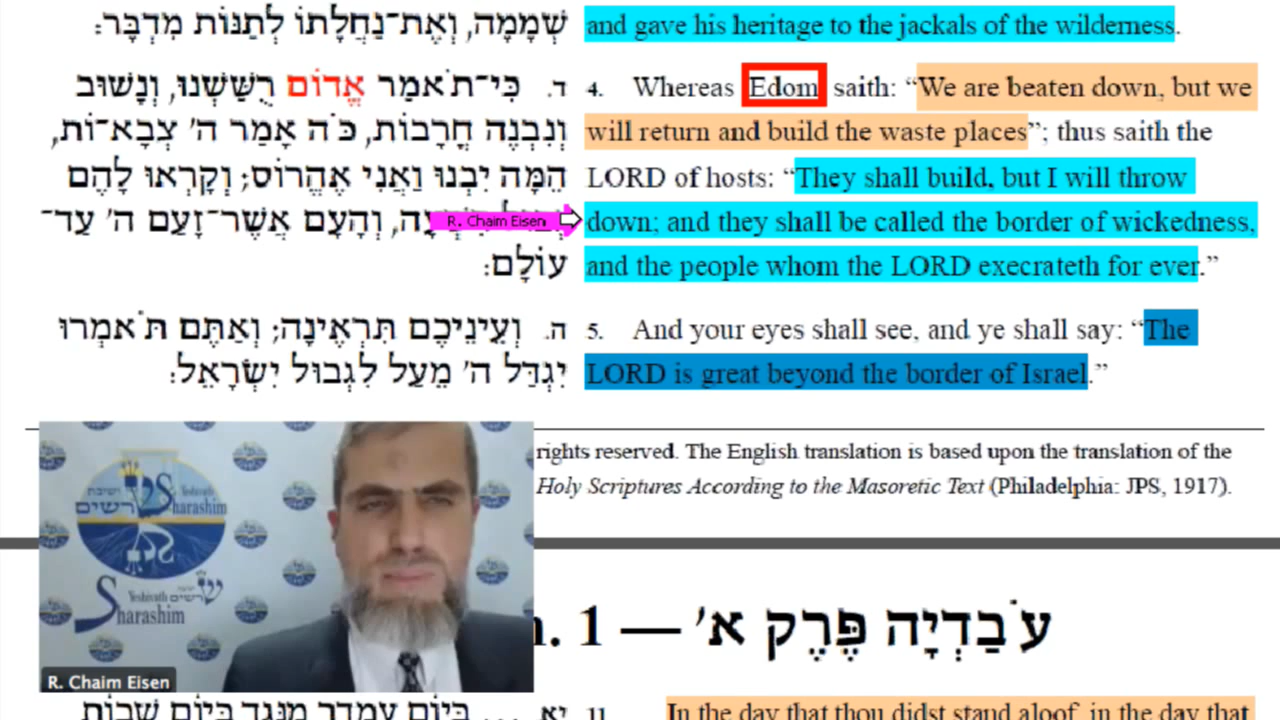 שְׁמָמָה, וְאֶת־נַחֲלָתוֹ לְתַנּוֹת מִדְבָּר:
and gave his heritage to the jackals of the wilderness.
ד. כִּי־תֹאמַר אֱדוֹם רֻשַּׁשְׁנוּ, וְנָשׁוּב
וְנִבְנֶה חֳרָבוֹת, כֹּה אָמַר ה' צְבָא־וֹת,
הֵמָּה יִבְנוּ וַאֲנִי אֶהֱרוֹס; וְקָרְאוּ לָהֶם
וְהָעָם אֲשֶׁר־זָעַם ה' עַד־
עוֹלָם:
4. Whereas Edom saith: “We are beaten down, but we
will return and build the waste places”; thus saith the
LORD of hosts: “They shall build, but I will throw
down; and they shall be called the border of wickedness,
and the people whom the LORD execrateth for ever.”
R. Chaim Eisen
ה. וְעֵינֵיכֶם תִּרְאֶינָה; וְאַתֶּם תֹּאמְרוּ
יִגְדַּל ה' מֵעַל לִגְבוּל יִשְׂרָאֵל:
5. And your eyes shall see, and ye shall say: “The
LORD is great beyond the border of Israel.”
rights reserved. The English translation is based upon the translation of the
Holy Scriptures According to the Masoretic Text (Philadelphia: JPS, 1917).
ישיבת
שרשים
Sharashim
Yeshivath
Sharashim
R. Chaim Eisen
1 — עֹבַדְיָה פֶּרֶק א'
יא. ... בְּיוֹם עֲמָדְךָ מִנֶּגֶד בְּיוֹם שְׁבוֹת
11. In the day that thou didst stand aloof, in the day that